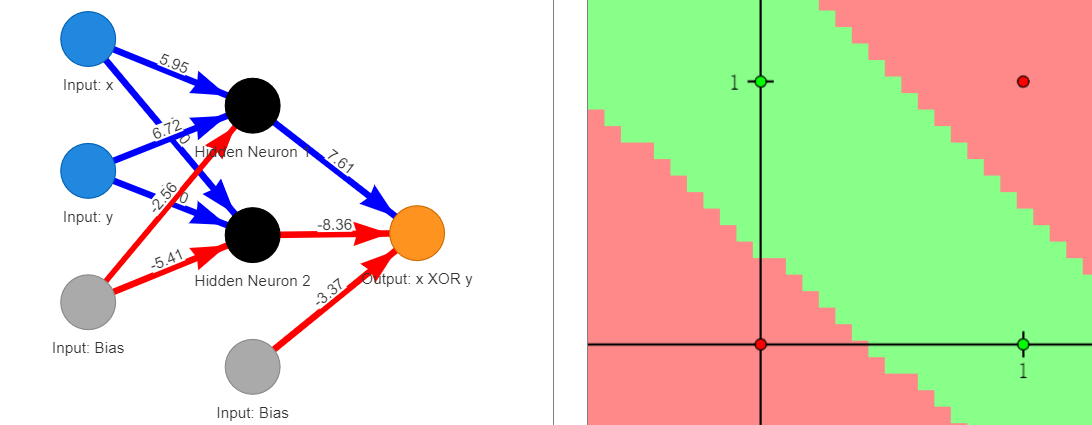 Input: x
5.95
6.72
Hidden Neuron 1
7.61
Input: y
0
-2.56
-5.41
-8.36
Hidden Neuron 2
Output: x XOR y
-3.37
Input: Bias
Input: Bias
1
1